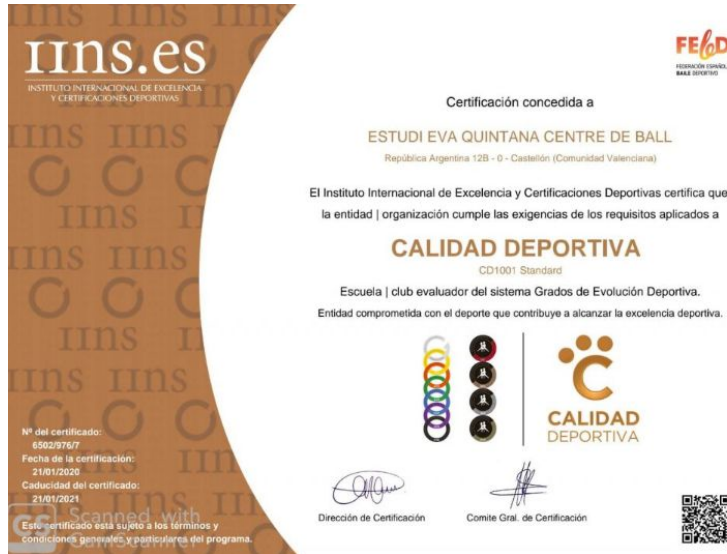 IINS.es
INSTITUTO INTERNACIONAL DE EXCELENCIA
Y CERTIFICACIONES DEPORTIVAS
FEBD
FEDERACIÓN ESPAÑOL
BAILE DEPORTIVO
Certificación concedida a
ESTUDI EVA QUINTANA CENTRE DE BALL
República Argentina 12B - 0 - Castellón (Comunidad Valenciana)
El Instituto Internacional de Excelencia y Certificaciones Deportivas certifica que
la entidad | organización cumple las exigencias de los requisitos aplicados a
CALIDAD DEPORTIVA
CD1001 Standard
Escuela | club evaluador del sistema Grados de Evolución Deportiva.
Entidad comprometida con el deporte que contribuye a alcanzar la excelencia deportiva.
CALIDAD
DEPORTIVA
Nº del certificado:
6502/976/7
Fecha de la certificación:
21/01/2020
Caducidad del certificado:
21/01/2021
Este certificado está sujeto a los términos y
condiciones generales y particulares del programa.
CS Scanned with
CamScanner
Dirección de Certificación
Comite Gral. de Certificación